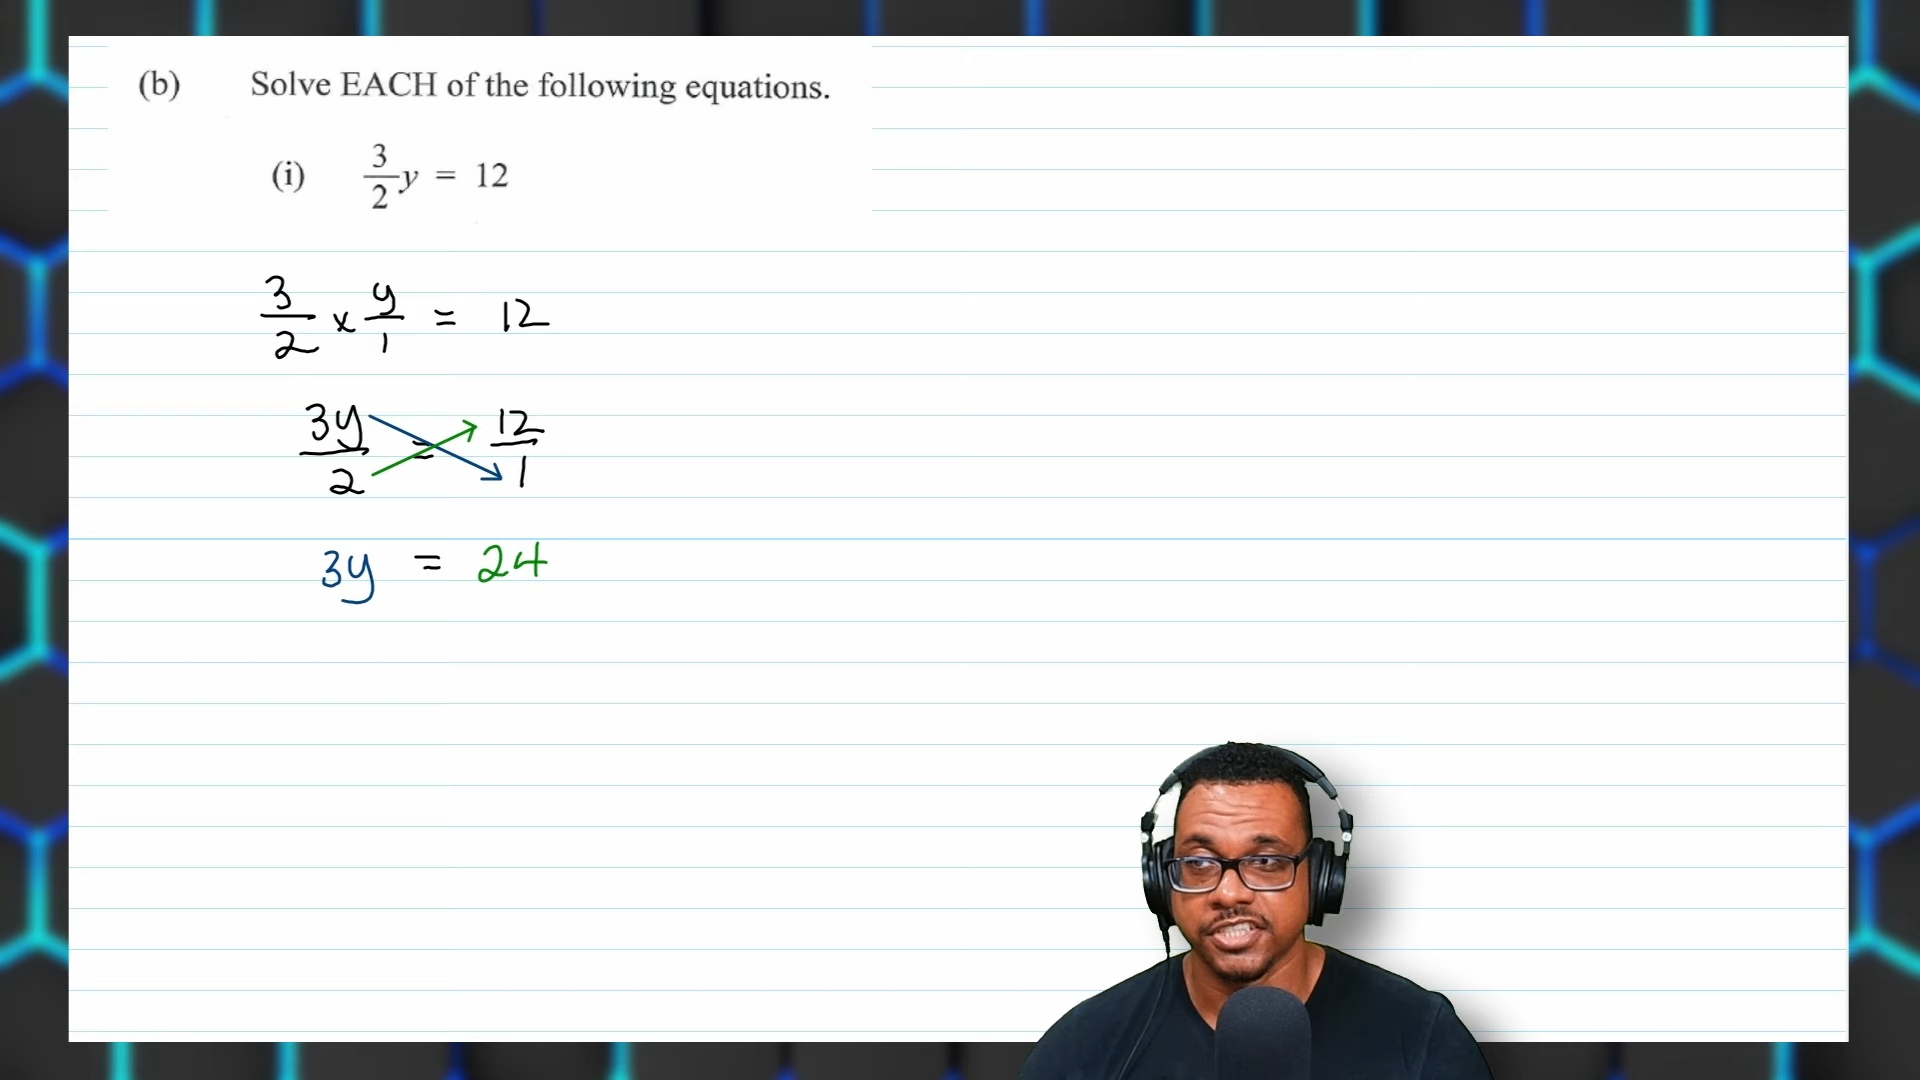 (b) Solve EACH of the following equations.
(i) 3/2 y = 12
3/2 x y/1 = 12
3y/2 = 12/1
3y = 24